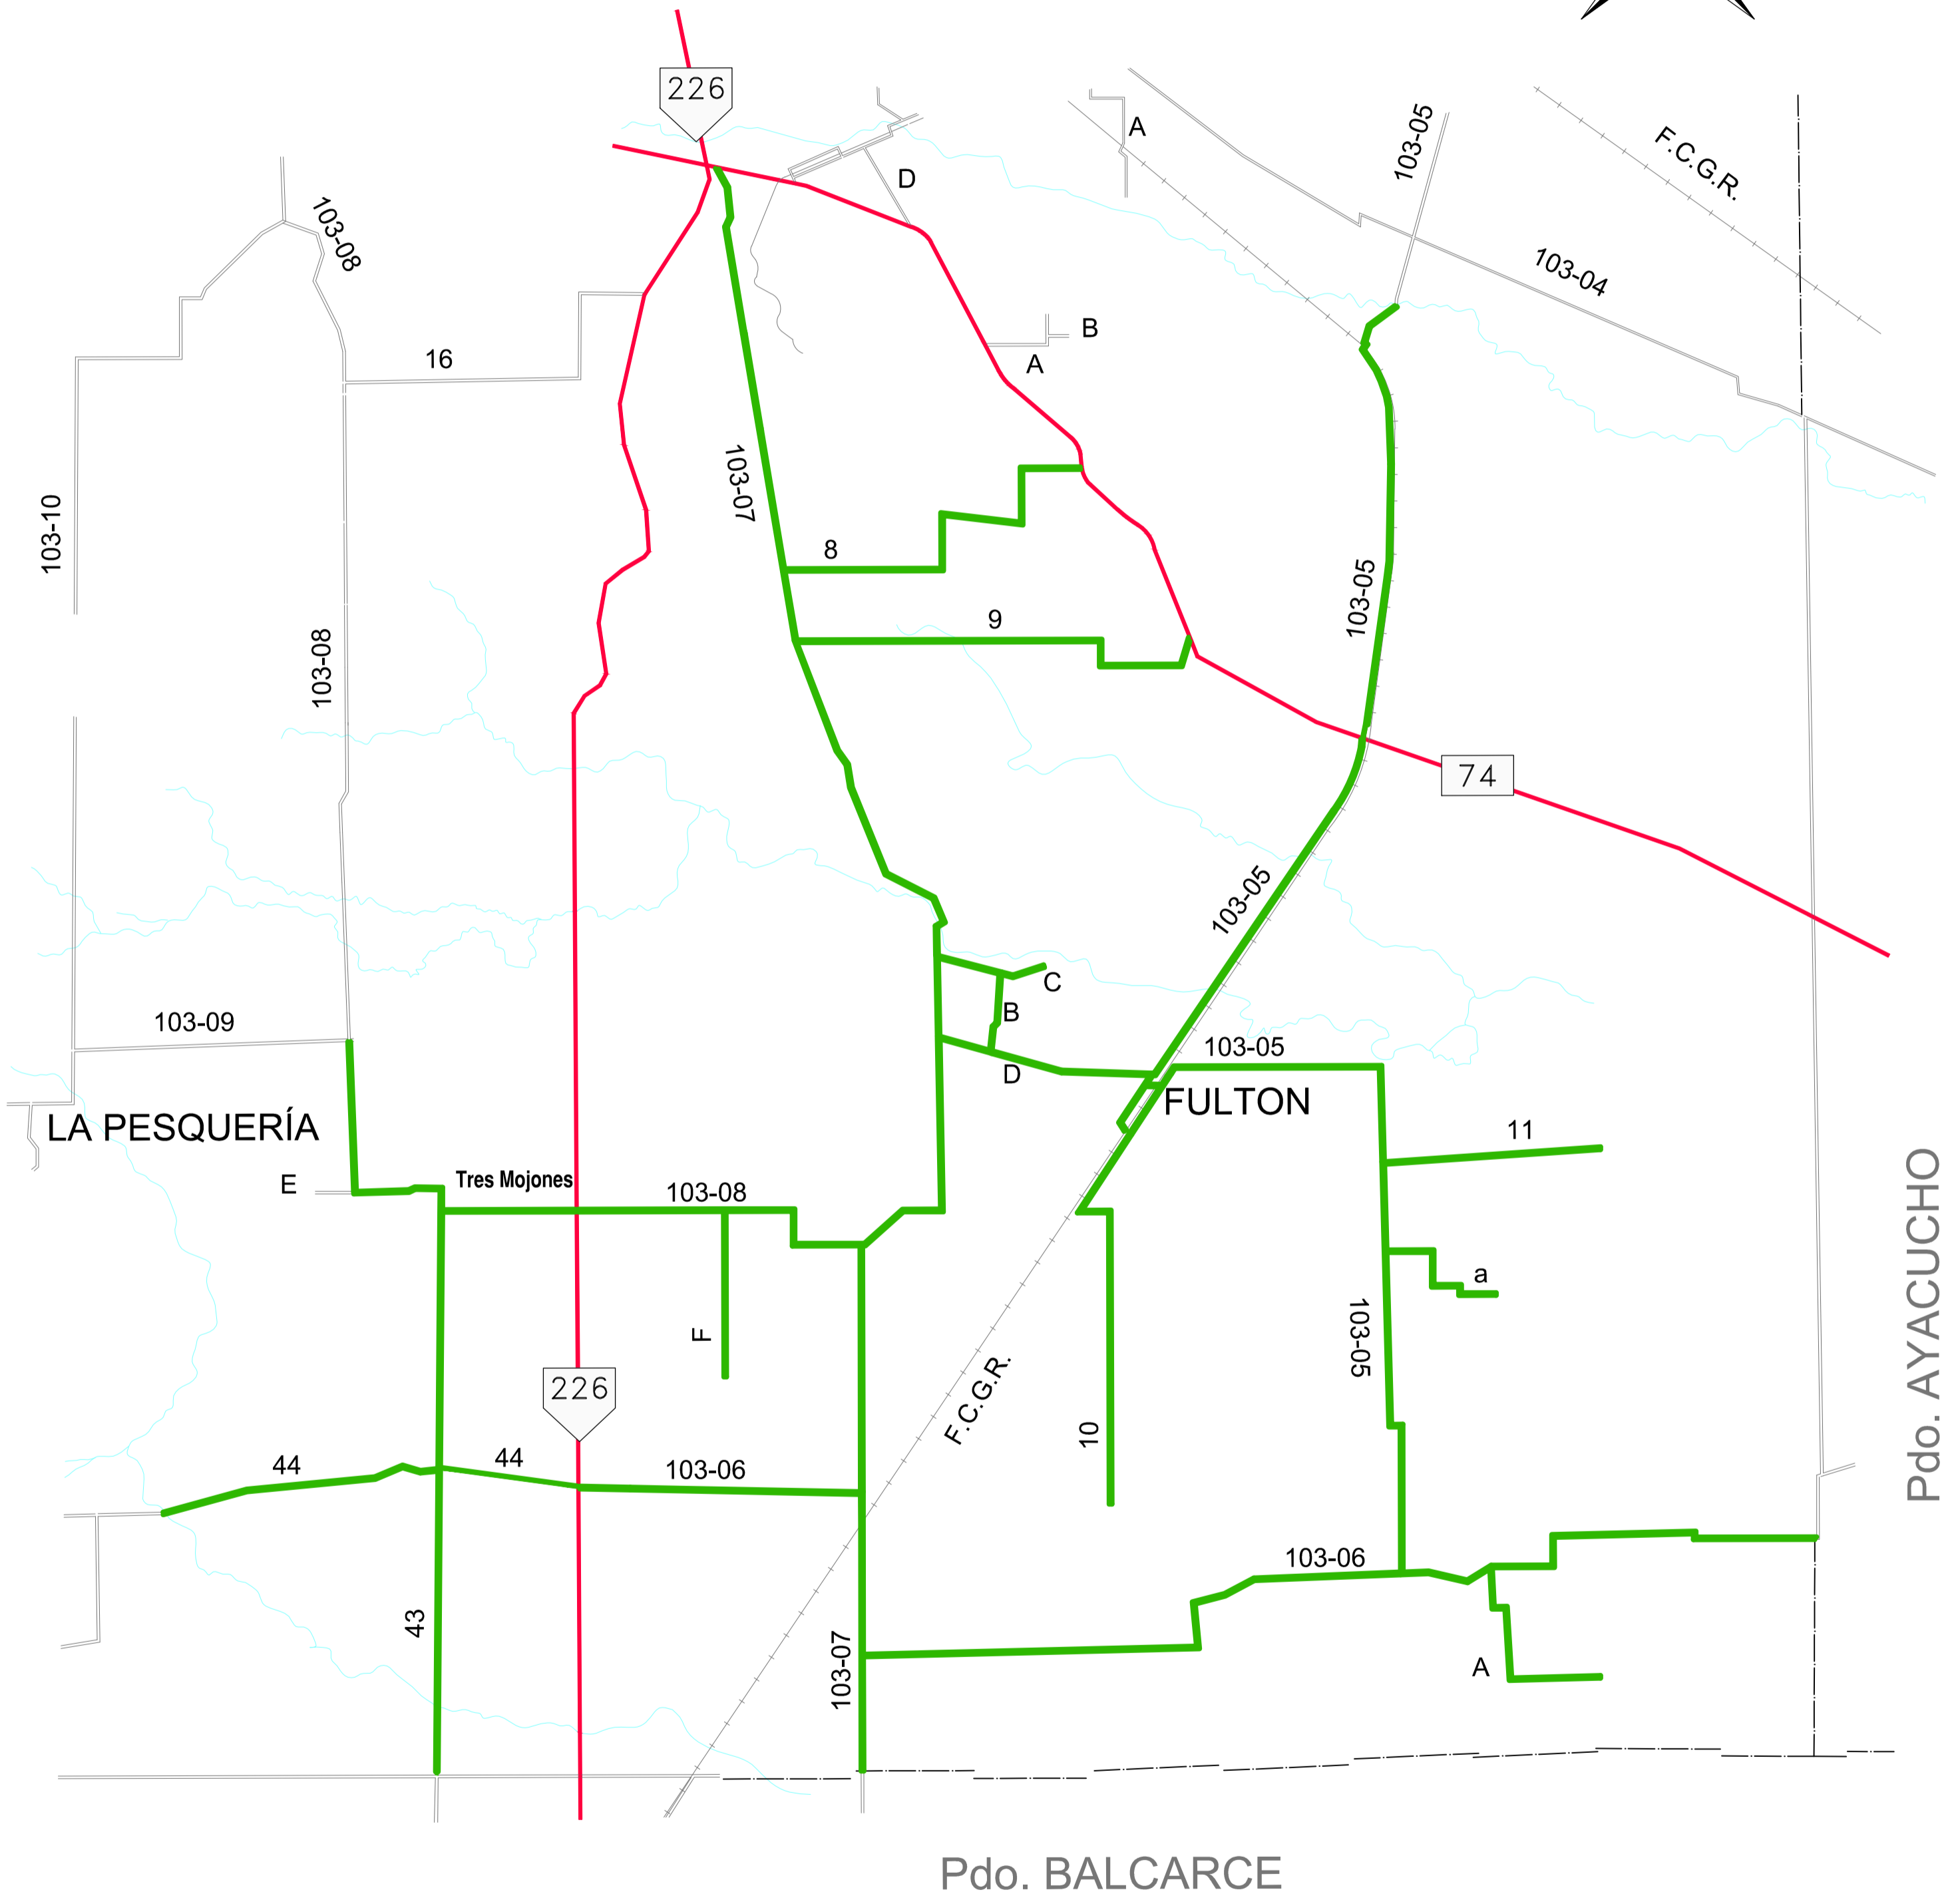 226
A
103-05
F.C.G.R.
D
103-08
103-04
B
16
A
103-07
103-10
8
103-05
9
103-08
74
103-05
C
B
103-09
103-05
D
FULTON
LA PESQUERÍA
11
E
Tres Mojones
103-08
a
F
103-05
Pdo. AYACUCHO
226
F.C.G.R.
10
44
44
103-06
103-06
43
103-07
A
Pdo. BALCARCE